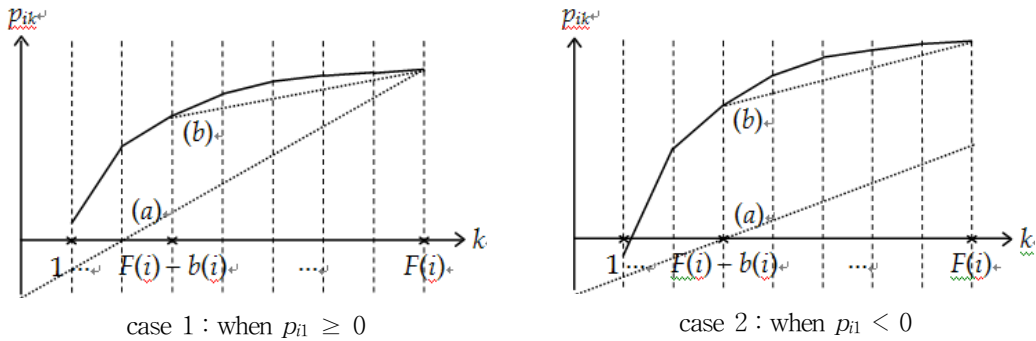 p_ik↵ p_ik↵
(b)↵ (b)↵
(a)↵ (a)↵
k↵ k↵
1 ...↵ F(i) − b(i)↵ ...↵ F(i)↵ 1 ...↵ F(i) − b(i)↵ ...↵ F(i)↵
case 1 : when p_i1 ≥ 0 case 2 : when p_i1 < 0